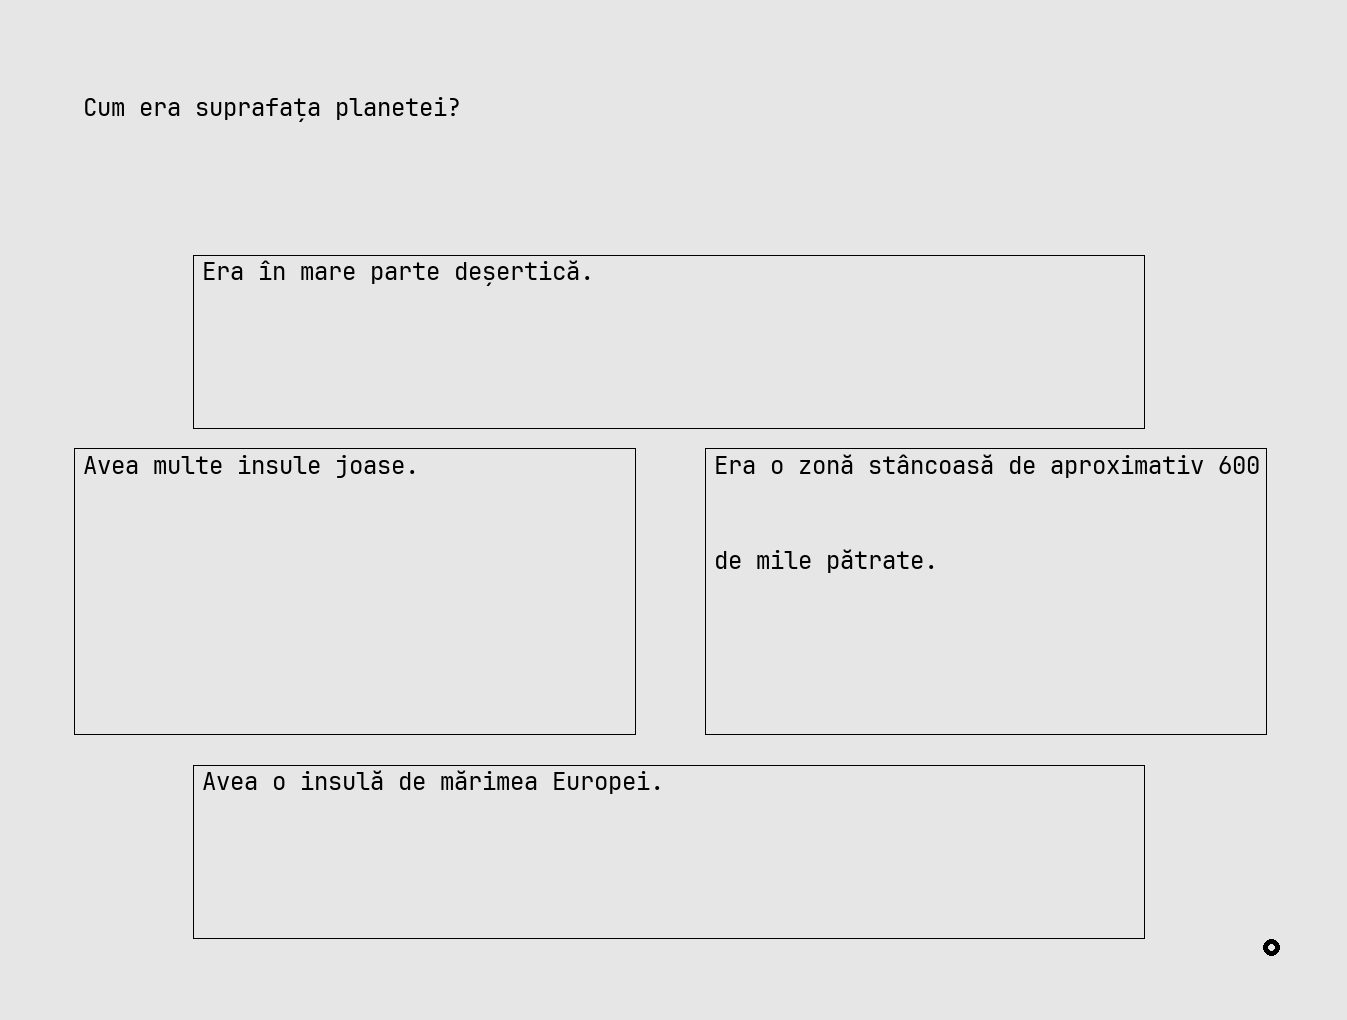 Cum era suprafața planetei?
Era în mare parte deșertică.
Avea multe insule joase.
Era o zonă stâncoasă de aproximativ 600
de mile pătrate.
Avea o insulă de mărimea Europei.